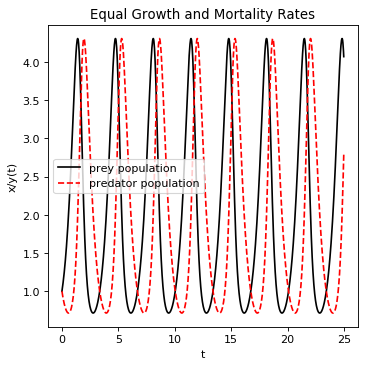 Equal Growth and Mortality Rates
x/y(t)
4.0
3.5
3.0
2.5
2.0
1.5
1.0
prey population
predator population
0 5 10 15 20 25
t